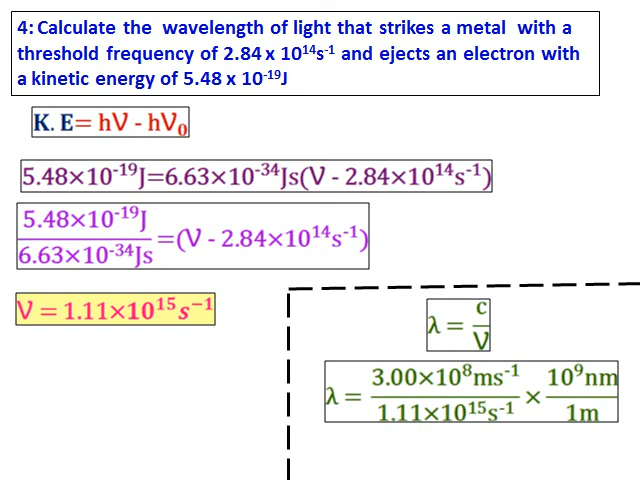 4: Calculate the wavelength of light that strikes a metal with a
threshold frequency of 2.84 x 10¹⁴s⁻¹ and ejects an electron with
a kinetic energy of 5.48 x 10⁻¹⁹J
K. E= hV - hV₀
5.48×10⁻¹⁹J=6.63×10⁻³⁴Js(V - 2.84×10¹⁴s⁻¹)
5.48×10⁻¹⁹J
6.63×10⁻³⁴Js
=(V - 2.84×10¹⁴s⁻¹)
V = 1.11×10¹⁵s⁻¹
λ = c/V
λ = 3.00×10⁸ms⁻¹/1.11×10¹⁵s⁻¹ × 10⁹nm/1m